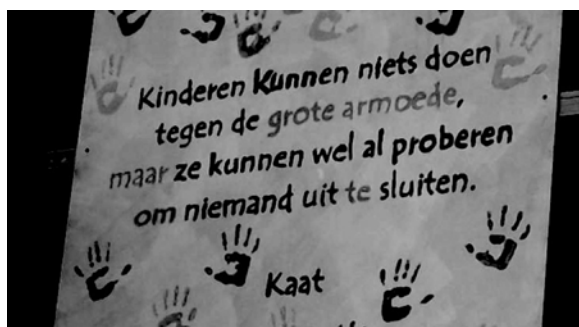 Kinderen Kunnen niets doen
tegen de grote armoede,
maar ze kunnen wel al proberen
om niemand uit te sluiten.
Kaat